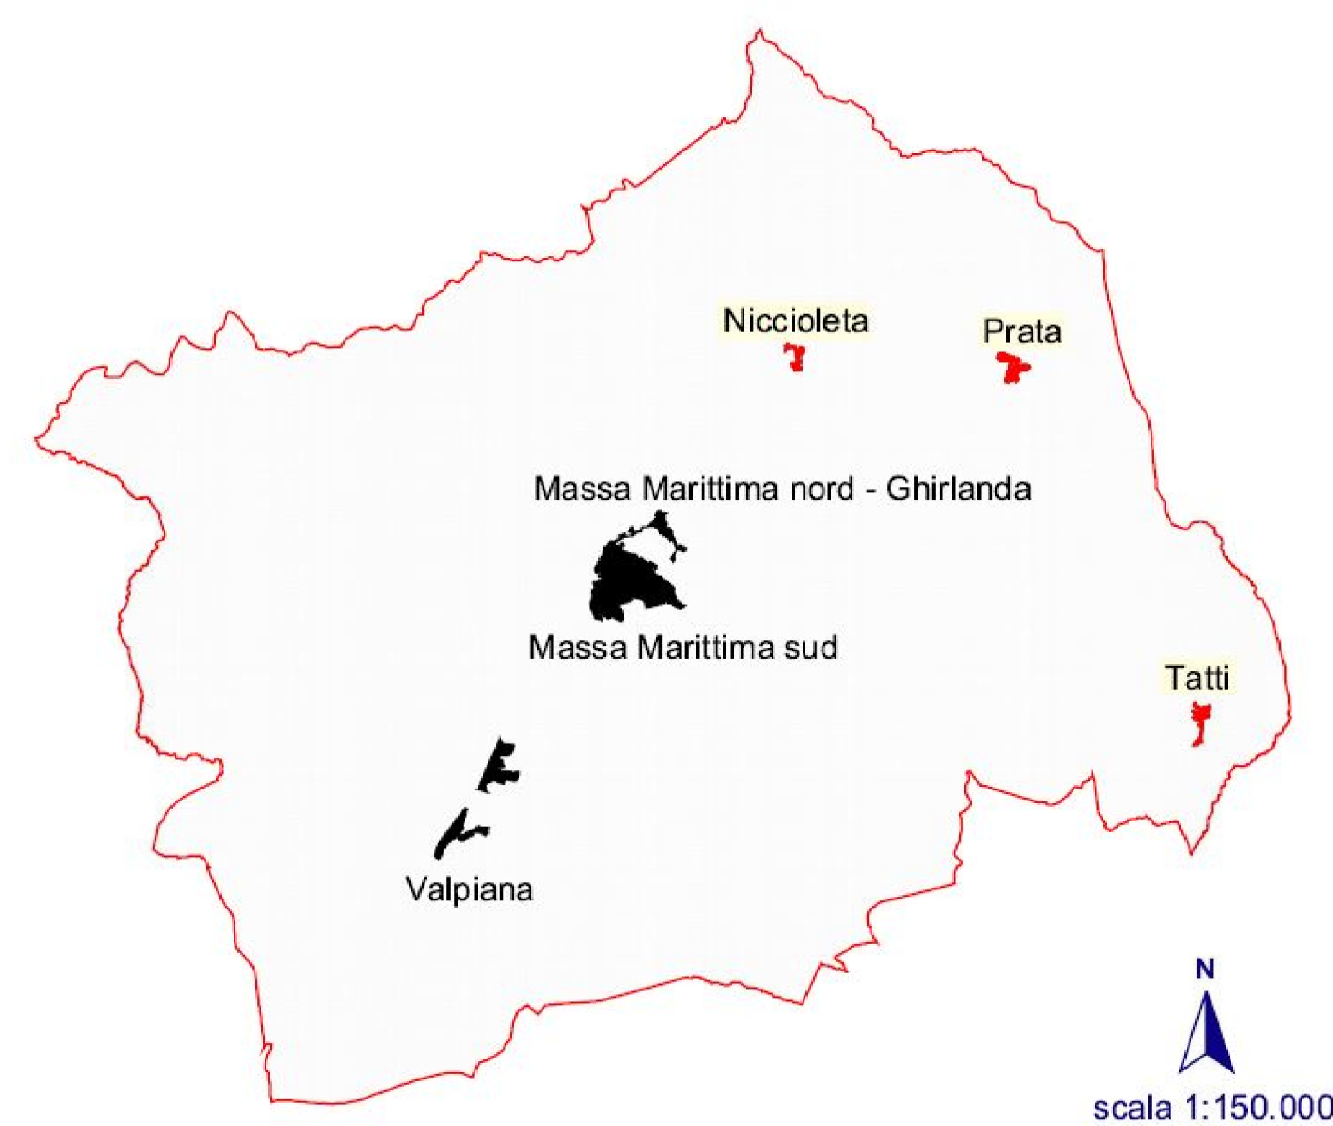 Niccioleta
Prata
Massa Marittima nord - Ghirlanda
Massa Marittima sud
Tatti
Valpiana
N
scala 1:150.000